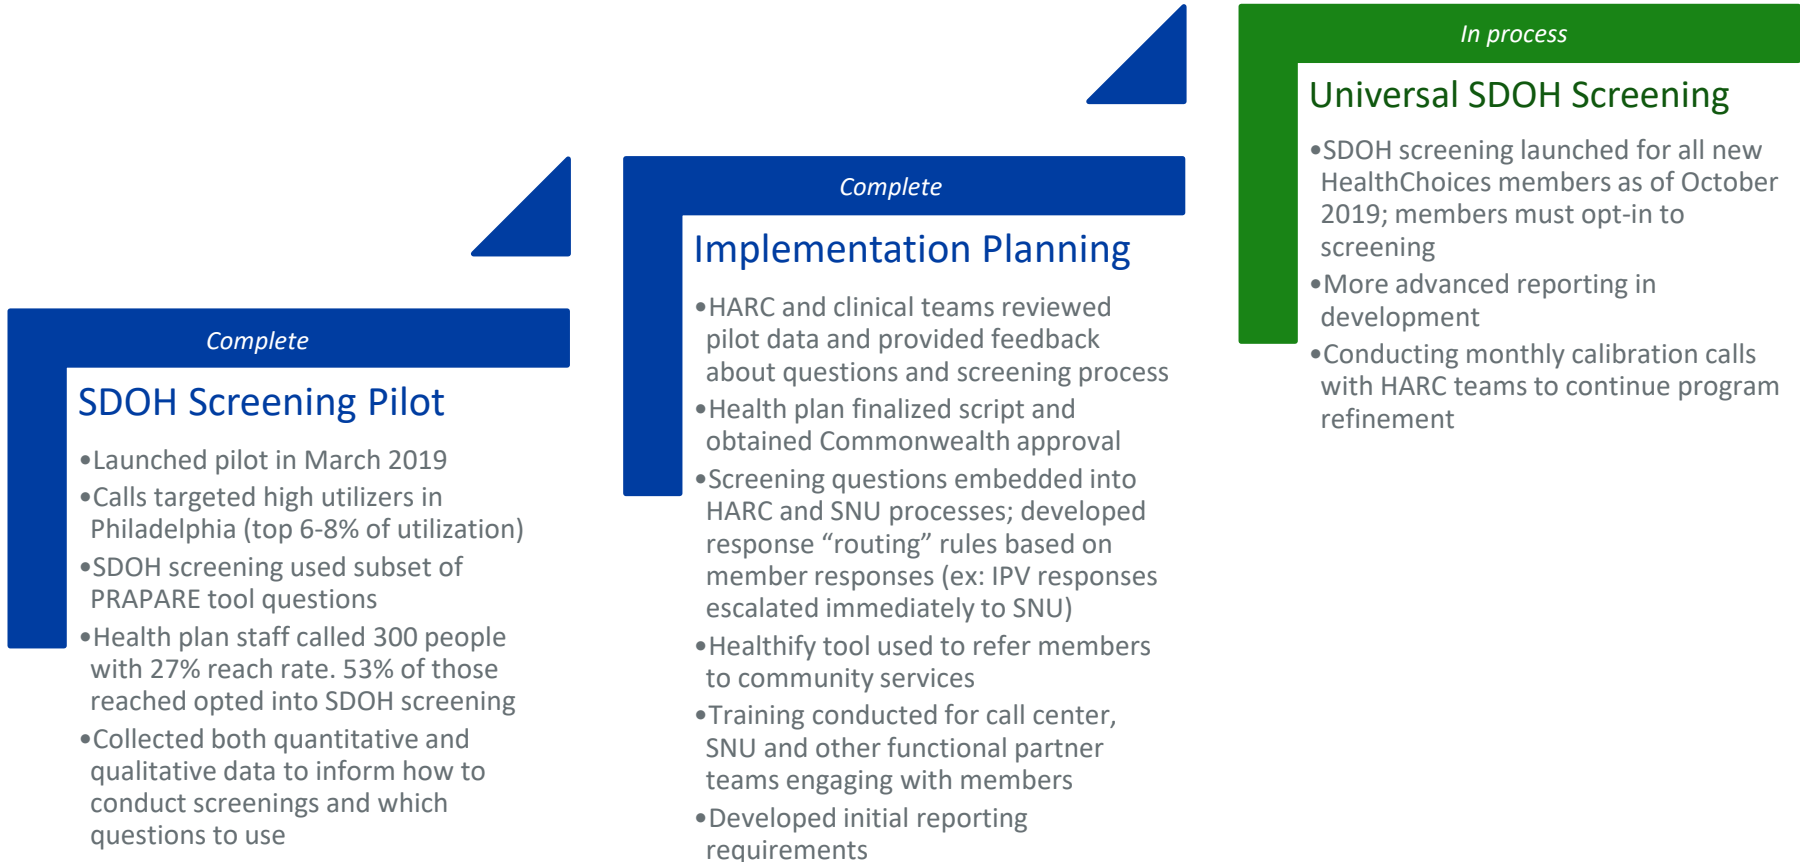 Complete
SDOH Screening Pilot
•Launched pilot in March 2019
•Calls targeted high utilizers in
Philadelphia (top 6-8% of utilization)
•SDOH screening used subset of
PRAPARE tool questions
•Health plan staff called 300 people
with 27% reach rate. 53% of those
reached opted into SDOH screening
•Collected both quantitative and
qualitative data to inform how to
conduct screenings and which
questions to use
Complete
Implementation Planning
•HARC and clinical teams reviewed
pilot data and provided feedback
about questions and screening process
•Health plan finalized script and
obtained Commonwealth approval
•Screening questions embedded into
HARC and SNU processes; developed
response “routing” rules based on
member responses (ex: IPV responses
escalated immediately to SNU)
•Healthify tool used to refer members
to community services
•Training conducted for call center,
SNU and other functional partner
teams engaging with members
•Developed initial reporting
requirements
In process
Universal SDOH Screening
•SDOH screening launched for all new
HealthChoices members as of October
2019; members must opt-in to
screening
•More advanced reporting in
development
•Conducting monthly calibration calls
with HARC teams to continue program
refinement